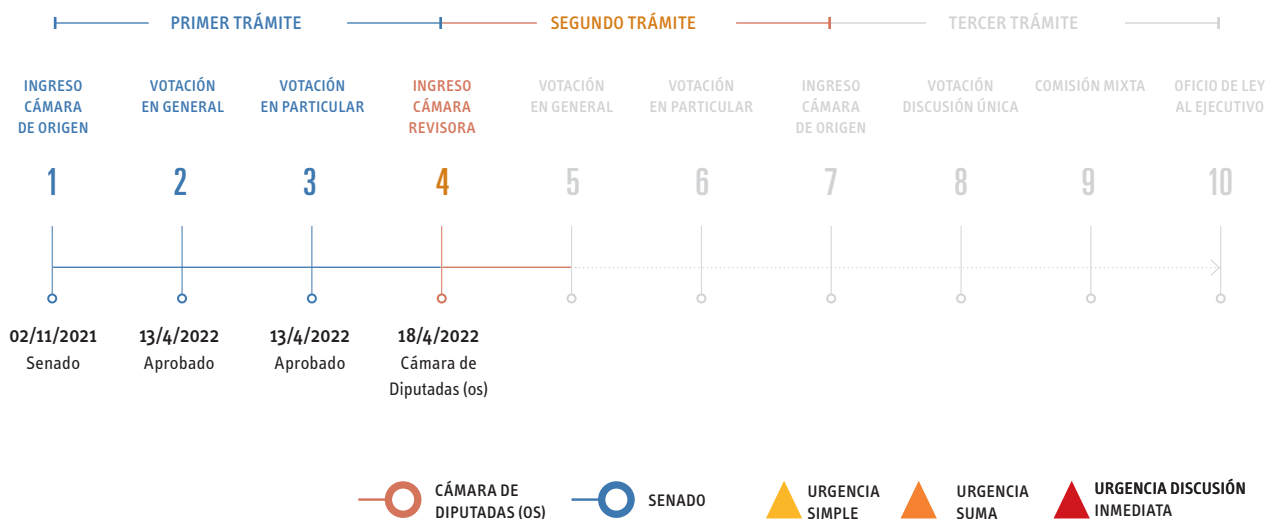 PRIMER TRÁMITE
SEGUNDO TRÁMITE
TERCER TRÁMITE
INGRESO
CÁMARA
DE ORIGEN
VOTACIÓN
EN GENERAL
VOTACIÓN
EN PARTICULAR
INGRESO
CÁMARA
REVISORA
VOTACIÓN
EN GENERAL
VOTACIÓN
EN PARTICULAR
INGRESO
CÁMARA
DE ORIGEN
VOTACIÓN
DISCUSIÓN ÚNICA
COMISIÓN MIXTA
OFICIO DE LEY
AL EJECUTIVO
1
2
3
4
5
6
7
8
9
10
02/11/2021
Senado
13/4/2022
Aprobado
13/4/2022
Aprobado
18/4/2022
Cámara de
Diputadas (os)
CÁMARA DE
DIPUTADAS (OS)
SENADO
URGENCIA
SIMPLE
URGENCIA
SUMA
URGENCIA DISCUSIÓN
INMEDIATA